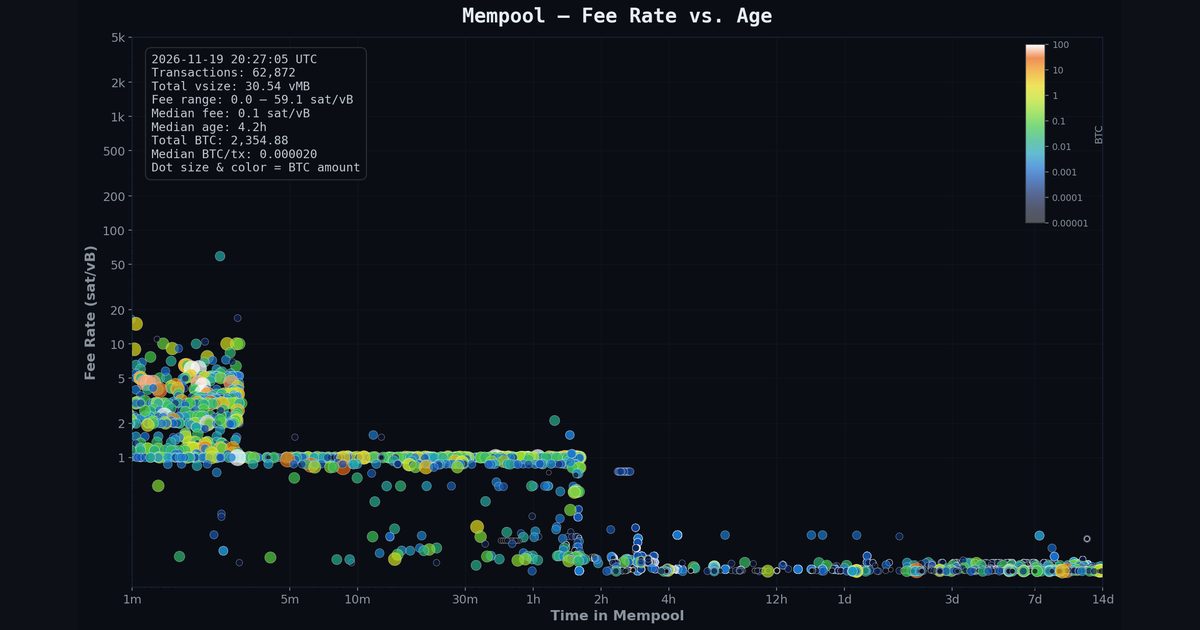 Mempool — Fee Rate vs. Age
2026-11-19 20:27:05 UTC
Transactions: 62,872
Total vsize: 30.54 vMB
Fee range: 0.0 – 59.1 sat/vB
Median fee: 0.1 sat/vB
Median age: 4.2h
Total BTC: 2,354.88
Median BTC/tx: 0.000020
Dot size & color = BTC amount
100
10
1
0.1
0.01
0.001
0.0001
0.00001
BTC
Fee Rate (sat/vB)
5k
2k
1k
500
200
100
50
20
10
5
2
1
1m 5m 10m 30m 1h 2h 4h 12h 1d 3d 7d 14d
Time in Mempool